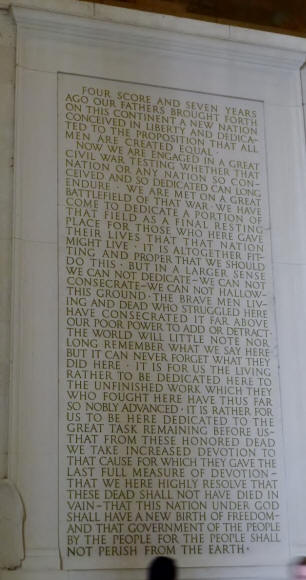 FOUR SCORE AND SEVEN YEARS
AGO OUR FATHERS BROUGHT FORTH
ON THIS CONTINENT A NEW NATION
CONCEIVED IN LIBERTY AND DEDICA-
TED TO THE PROPOSITION THAT ALL
MEN ARE CREATED EQUAL ·
NOW WE ARE ENGAGED IN A GREAT
CIVIL WAR TESTING WHETHER THAT
NATION OR ANY NATION SO CON-
CEIVED AND SO DEDICATED CAN LONG
ENDURE · WE ARE MET ON A GREAT
BATTLEFIELD OF THAT WAR · WE HAVE
COME TO DEDICATE A PORTION OF
THAT FIELD AS A FINAL RESTING
PLACE FOR THOSE WHO HERE GAVE
THEIR LIVES THAT THAT NATION
MIGHT LIVE · IT IS ALTOGETHER FIT-
TING AND PROPER THAT WE SHOULD
DO THIS · BUT IN A LARGER SENSE
WE CAN NOT DEDICATE–WE CAN NOT
CONSECRATE–WE CAN NOT HALLOW–
THIS GROUND · THE BRAVE MEN LIV-
ING AND DEAD WHO STRUGGLED HERE
HAVE CONSECRATED IT FAR ABOVE
OUR POOR POWER TO ADD OR DETRACT ·
THE WORLD WILL LITTLE NOTE NOR
LONG REMEMBER WHAT WE SAY HERE
BUT IT CAN NEVER FORGET WHAT THEY
DID HERE · IT IS FOR US THE LIVING
RATHER TO BE DEDICATED HERE TO
THE UNFINISHED WORK WHICH THEY
WHO FOUGHT HERE HAVE THUS FAR
SO NOBLY ADVANCED · IT IS RATHER FOR
US TO BE HERE DEDICATED TO THE
GREAT TASK REMAINING BEFORE US–
THAT FROM THESE HONORED DEAD
WE TAKE INCREASED DEVOTION TO
THAT CAUSE FOR WHICH THEY GAVE THE
LAST FULL MEASURE OF DEVOTION–
THAT WE HERE HIGHLY RESOLVE THAT
THESE DEAD SHALL NOT HAVE DIED IN
VAIN–THAT THIS NATION UNDER GOD
SHALL HAVE A NEW BIRTH OF FREEDOM–
AND THAT GOVERNMENT OF THE PEOPLE
BY THE PEOPLE FOR THE PEOPLE SHALL
NOT PERISH FROM THE EARTH ·